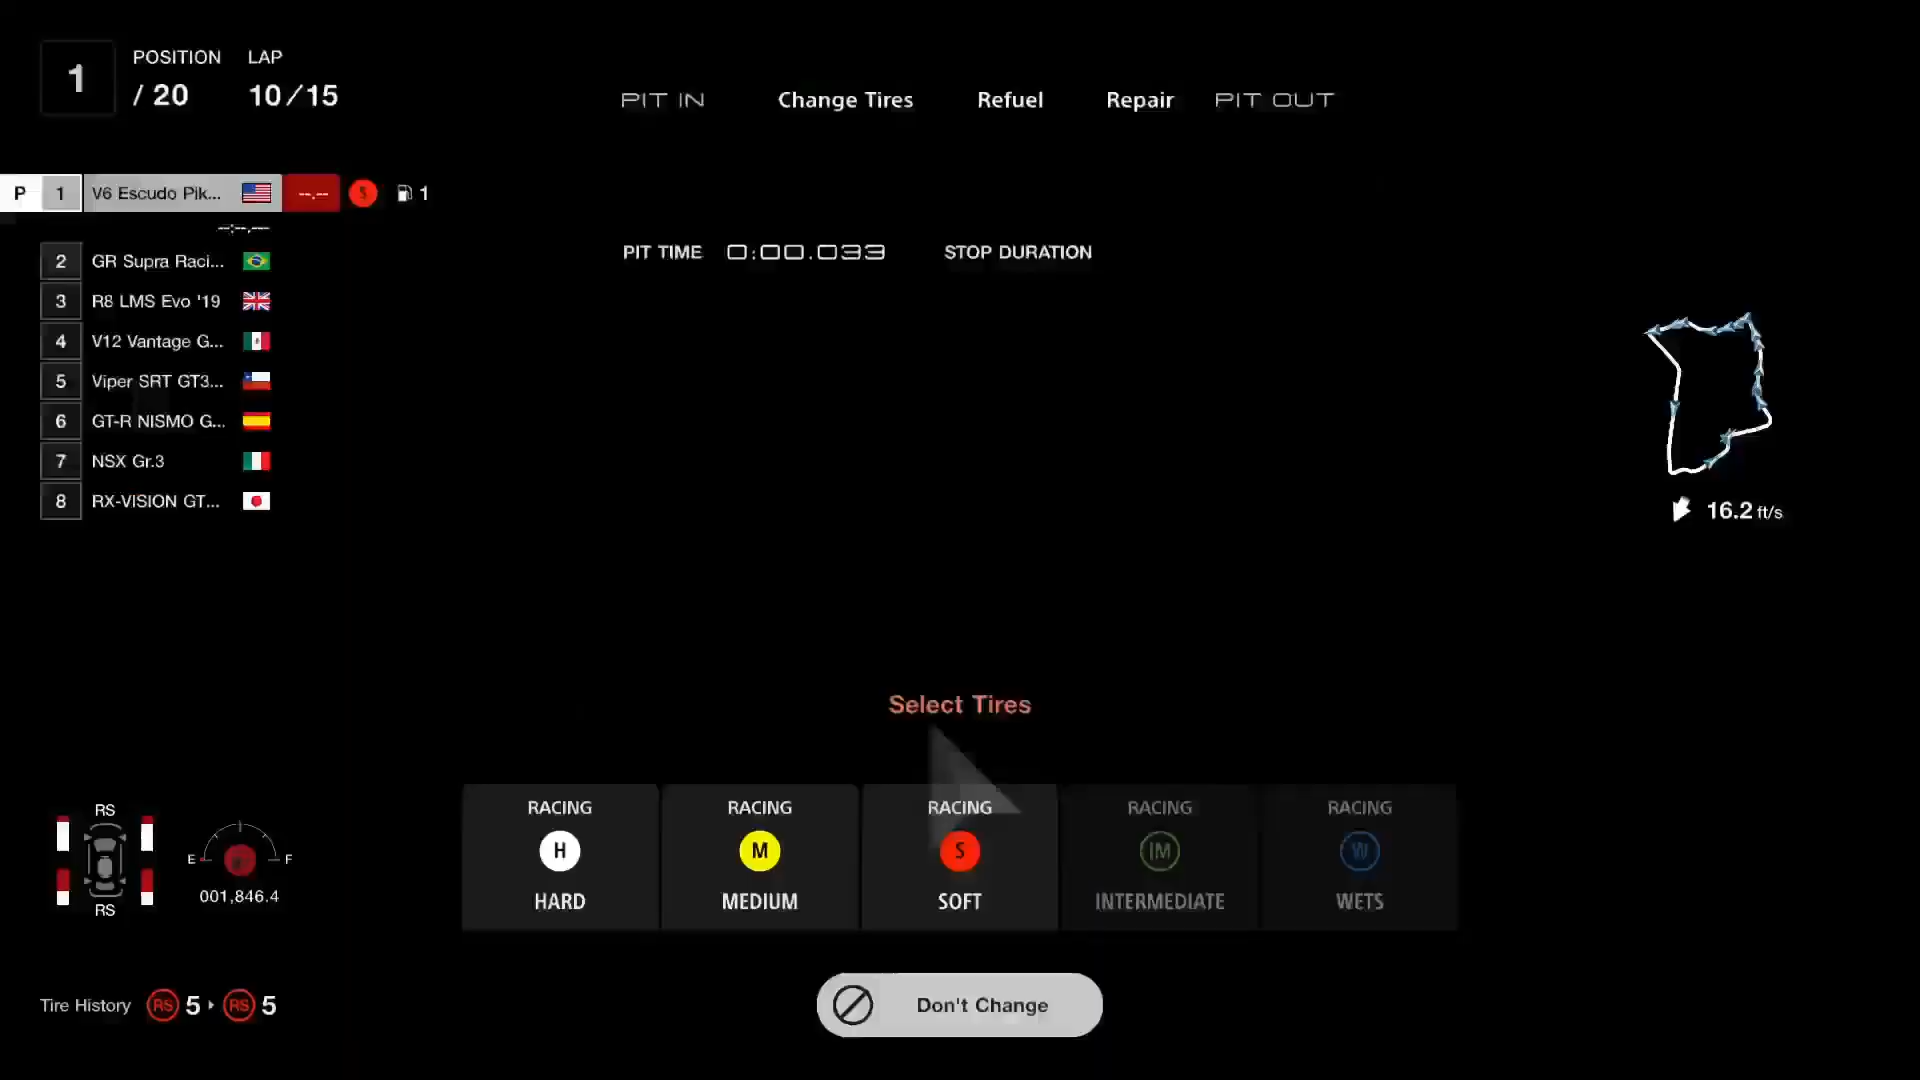 1
POSITION LAP
/ 20 10/15
PIT IN Change Tires Refuel Repair PIT OUT
P 1 V6 Escudo Pik... --.-- S 1
--:--.---
PIT TIME 0:00.033 STOP DURATION
2 GR Supra Raci...
3 R8 LMS Evo '19
4 V12 Vantage G...
5 Viper SRT GT3...
6 GT-R NISMO G...
7 NSX Gr.3
8 RX-VISION GT...
16.2 ft/s
Select Tires
RS
E F
001,846.4
RS
RACING RACING RACING RACING RACING
H M S IM W
HARD MEDIUM SOFT INTERMEDIATE WETS
Tire History RS 5 RS 5
Don't Change